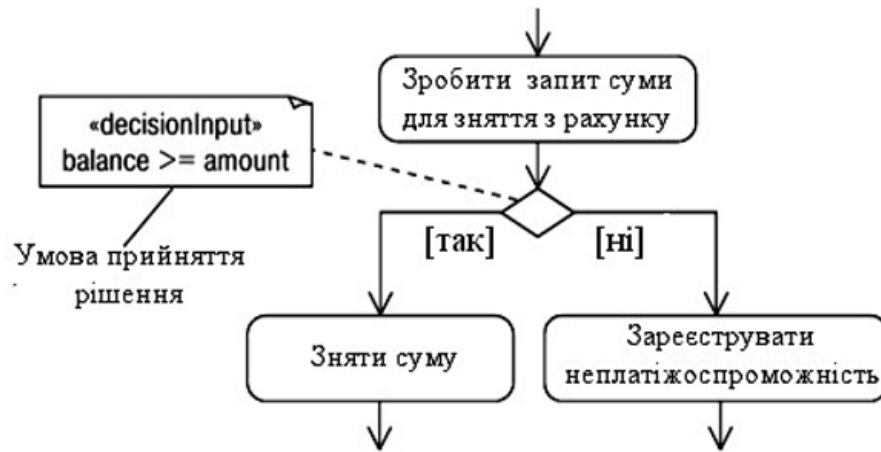 Зробити запит суми
для зняття з рахунку
«decisionInput»
balance >= amount
[так]
[ні]
Умова прийняття
рішення
Зняти суму
Зареєструвати
неплатіжоспроможність